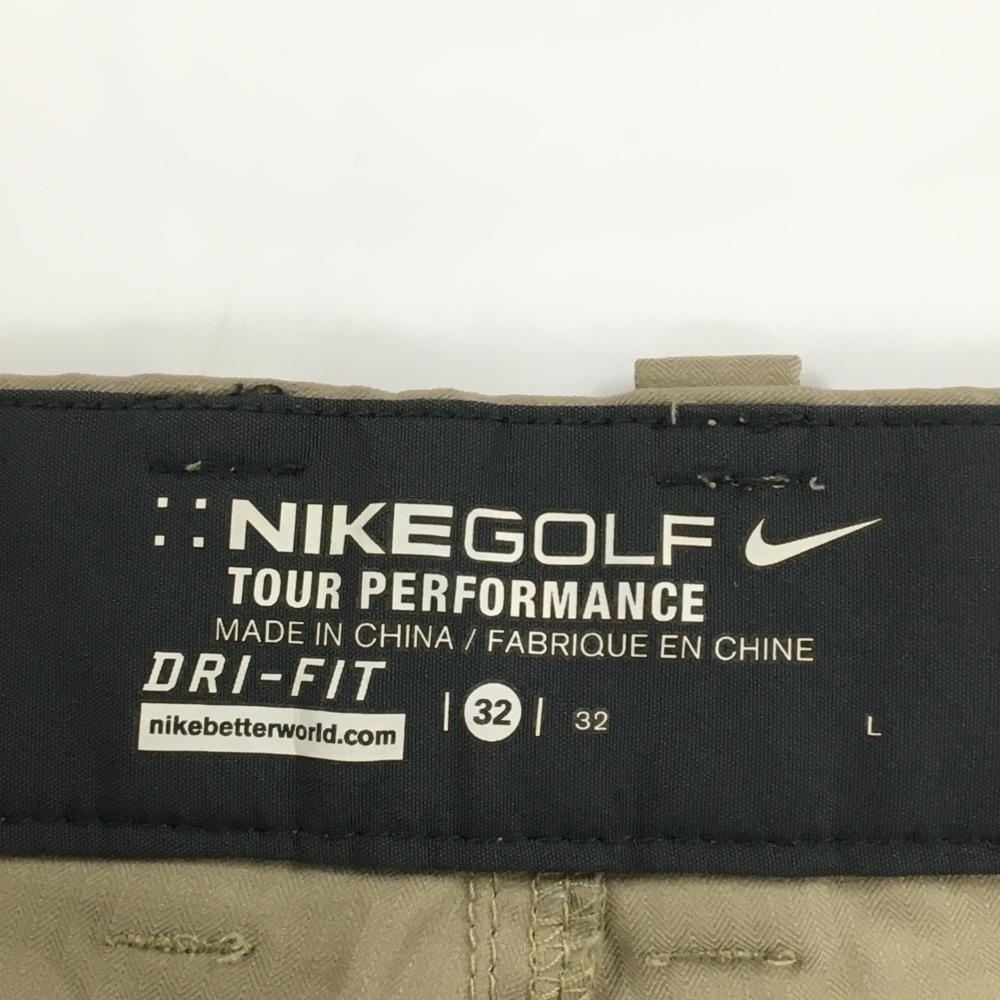 NIKEGOLF
TOUR PERFORMANCE
MADE IN CHINA / FABRIQUE EN CHINE
DRI-FIT
nikebetterworld.com | 32 | 32 L